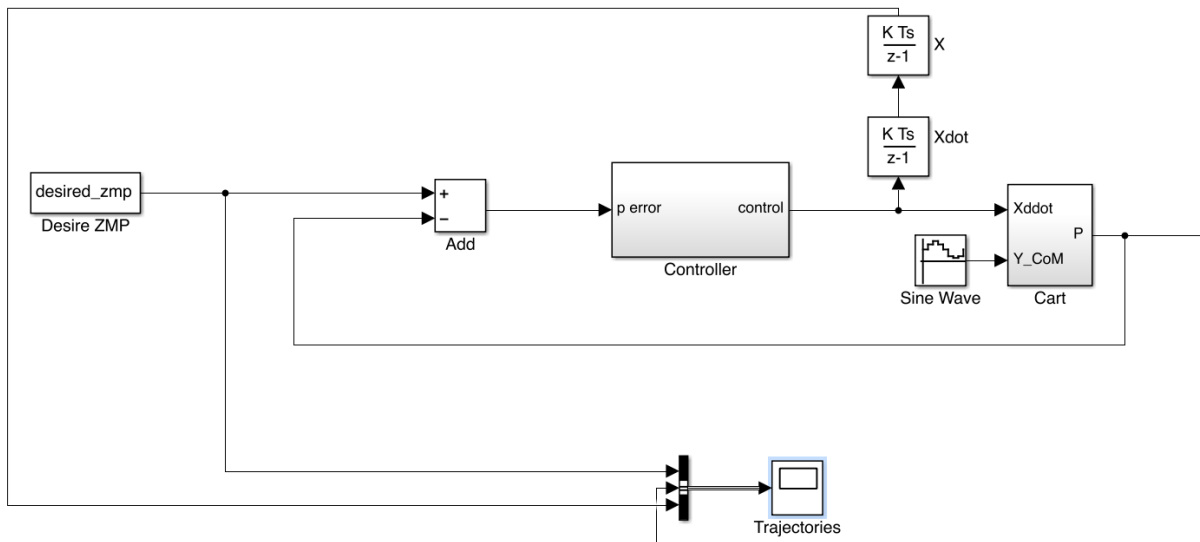 K Ts
z-1
X
K Ts
z-1
Xdot
desired_zmp
Desire ZMP
+
−
Add
p error
control
Controller
Sine Wave
Xddot
Y_CoM
P
Cart
Trajectories